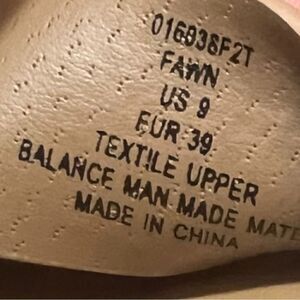 016938F2T
FAWN
US 9
EUR 39
TEXTILE UPPER
BALANCE MAN MADE MATE
MADE IN CHINA